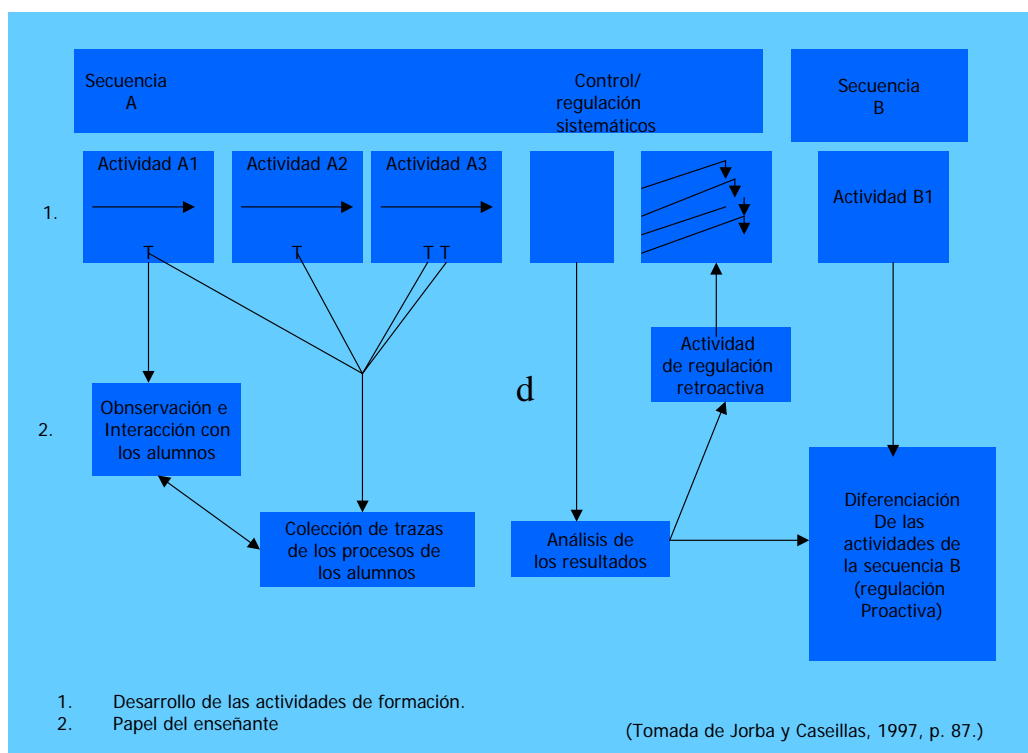 Secuencia
A
Control/
regulación
sistemáticos
Secuencia
B
Actividad A1
Actividad A2
Actividad A3
Actividad B1
1.
T
T
T T
Actividad
de regulación
retroactiva
d
2.
Obnservación e
Interacción con
los alumnos
Colección de trazas
de los procesos de
los alumnos
Análisis de
los resultados
Diferenciación
De las
actividades de
la secuencia B
(regulación
Proactiva)
1. Desarrollo de las actividades de formación.
2. Papel del enseñante
(Tomada de Jorba y Caseillas, 1997, p. 87.)